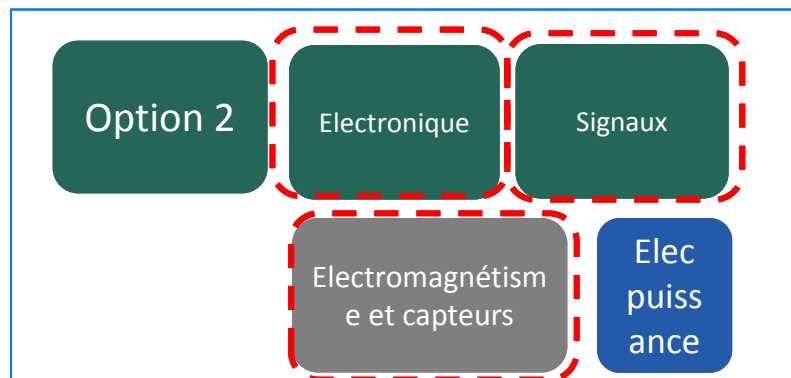 Option 2
Electronique
Signaux
Electromagnétism
e et capteurs
Elec
puiss
ance